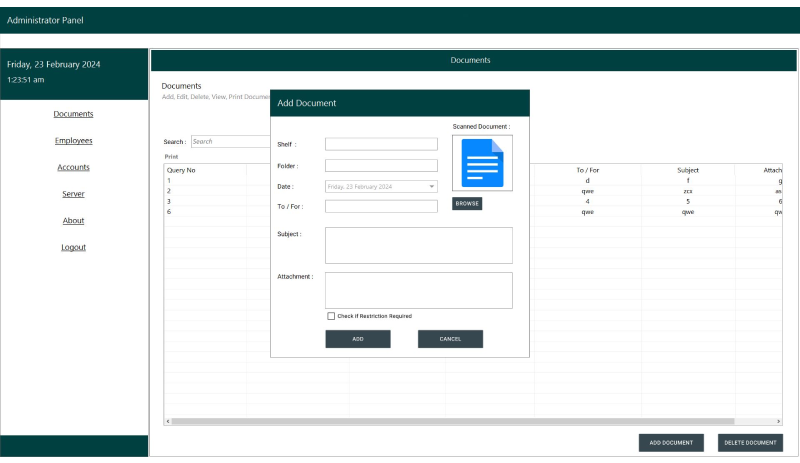 Administrator Panel
Friday, 23 February 2024
1:23:51 am
Documents
Employees
Accounts
Server
About
Logout
Documents
Documents
Add, Edit, Delete, View, Print Docume
Search : Search
Print
Query No To / For Subject Attach
1 d f g
2 qwe zcx as
3 4 5 6
6 qwe qwe qw
Add Document
Scanned Document :
Shelf :
Folder :
Date : Friday, 23 February 2024
To / For :
BROWSE
Subject :
Attachment :
Check If Restriction Required
ADD CANCEL
ADD DOCUMENT DELETE DOCUMENT